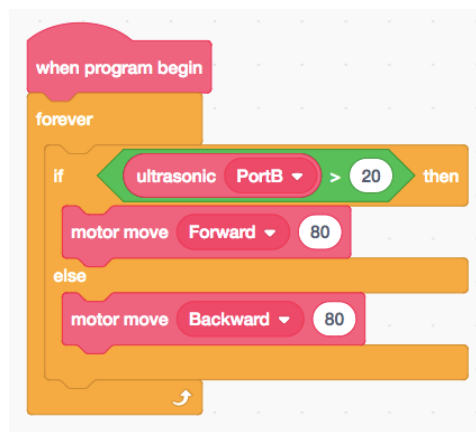 when program begin
forever
if ultrasonic PortB > 20 then
motor move Forward 80
else
motor move Backward 80